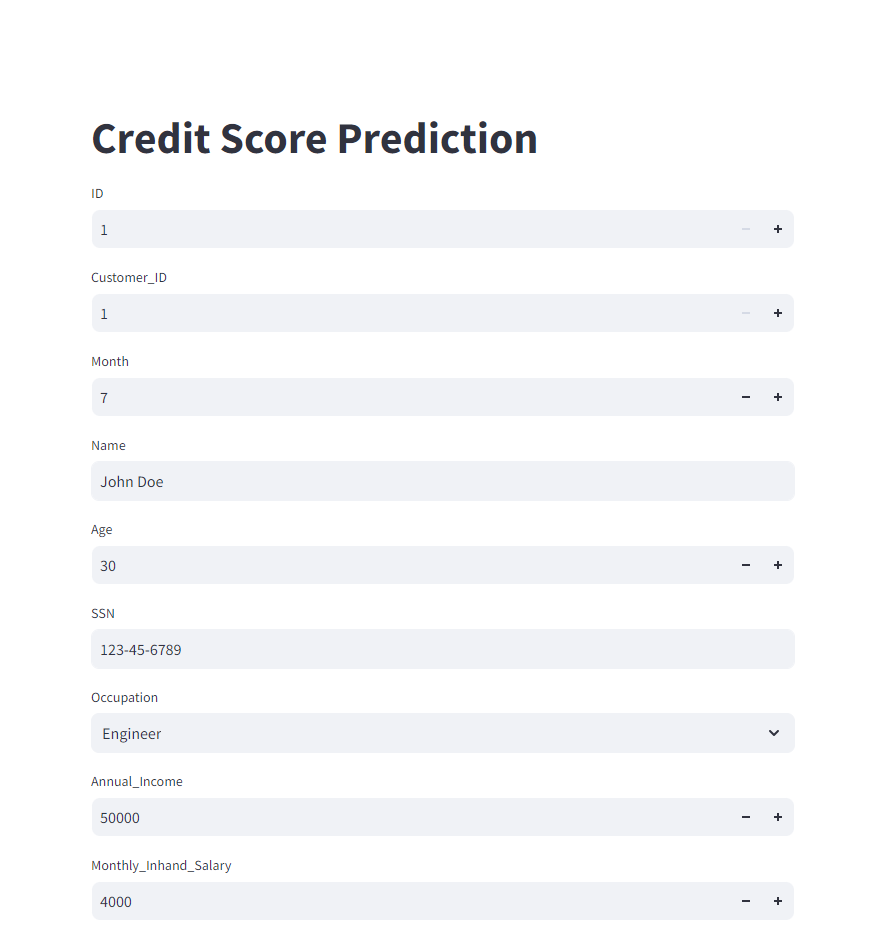 Credit Score Prediction
ID
1
Customer_ID
1
Month
7
Name
John Doe
Age
30
SSN
123-45-6789
Occupation
Engineer
Annual_Income
50000
Monthly_Inhand_Salary
4000